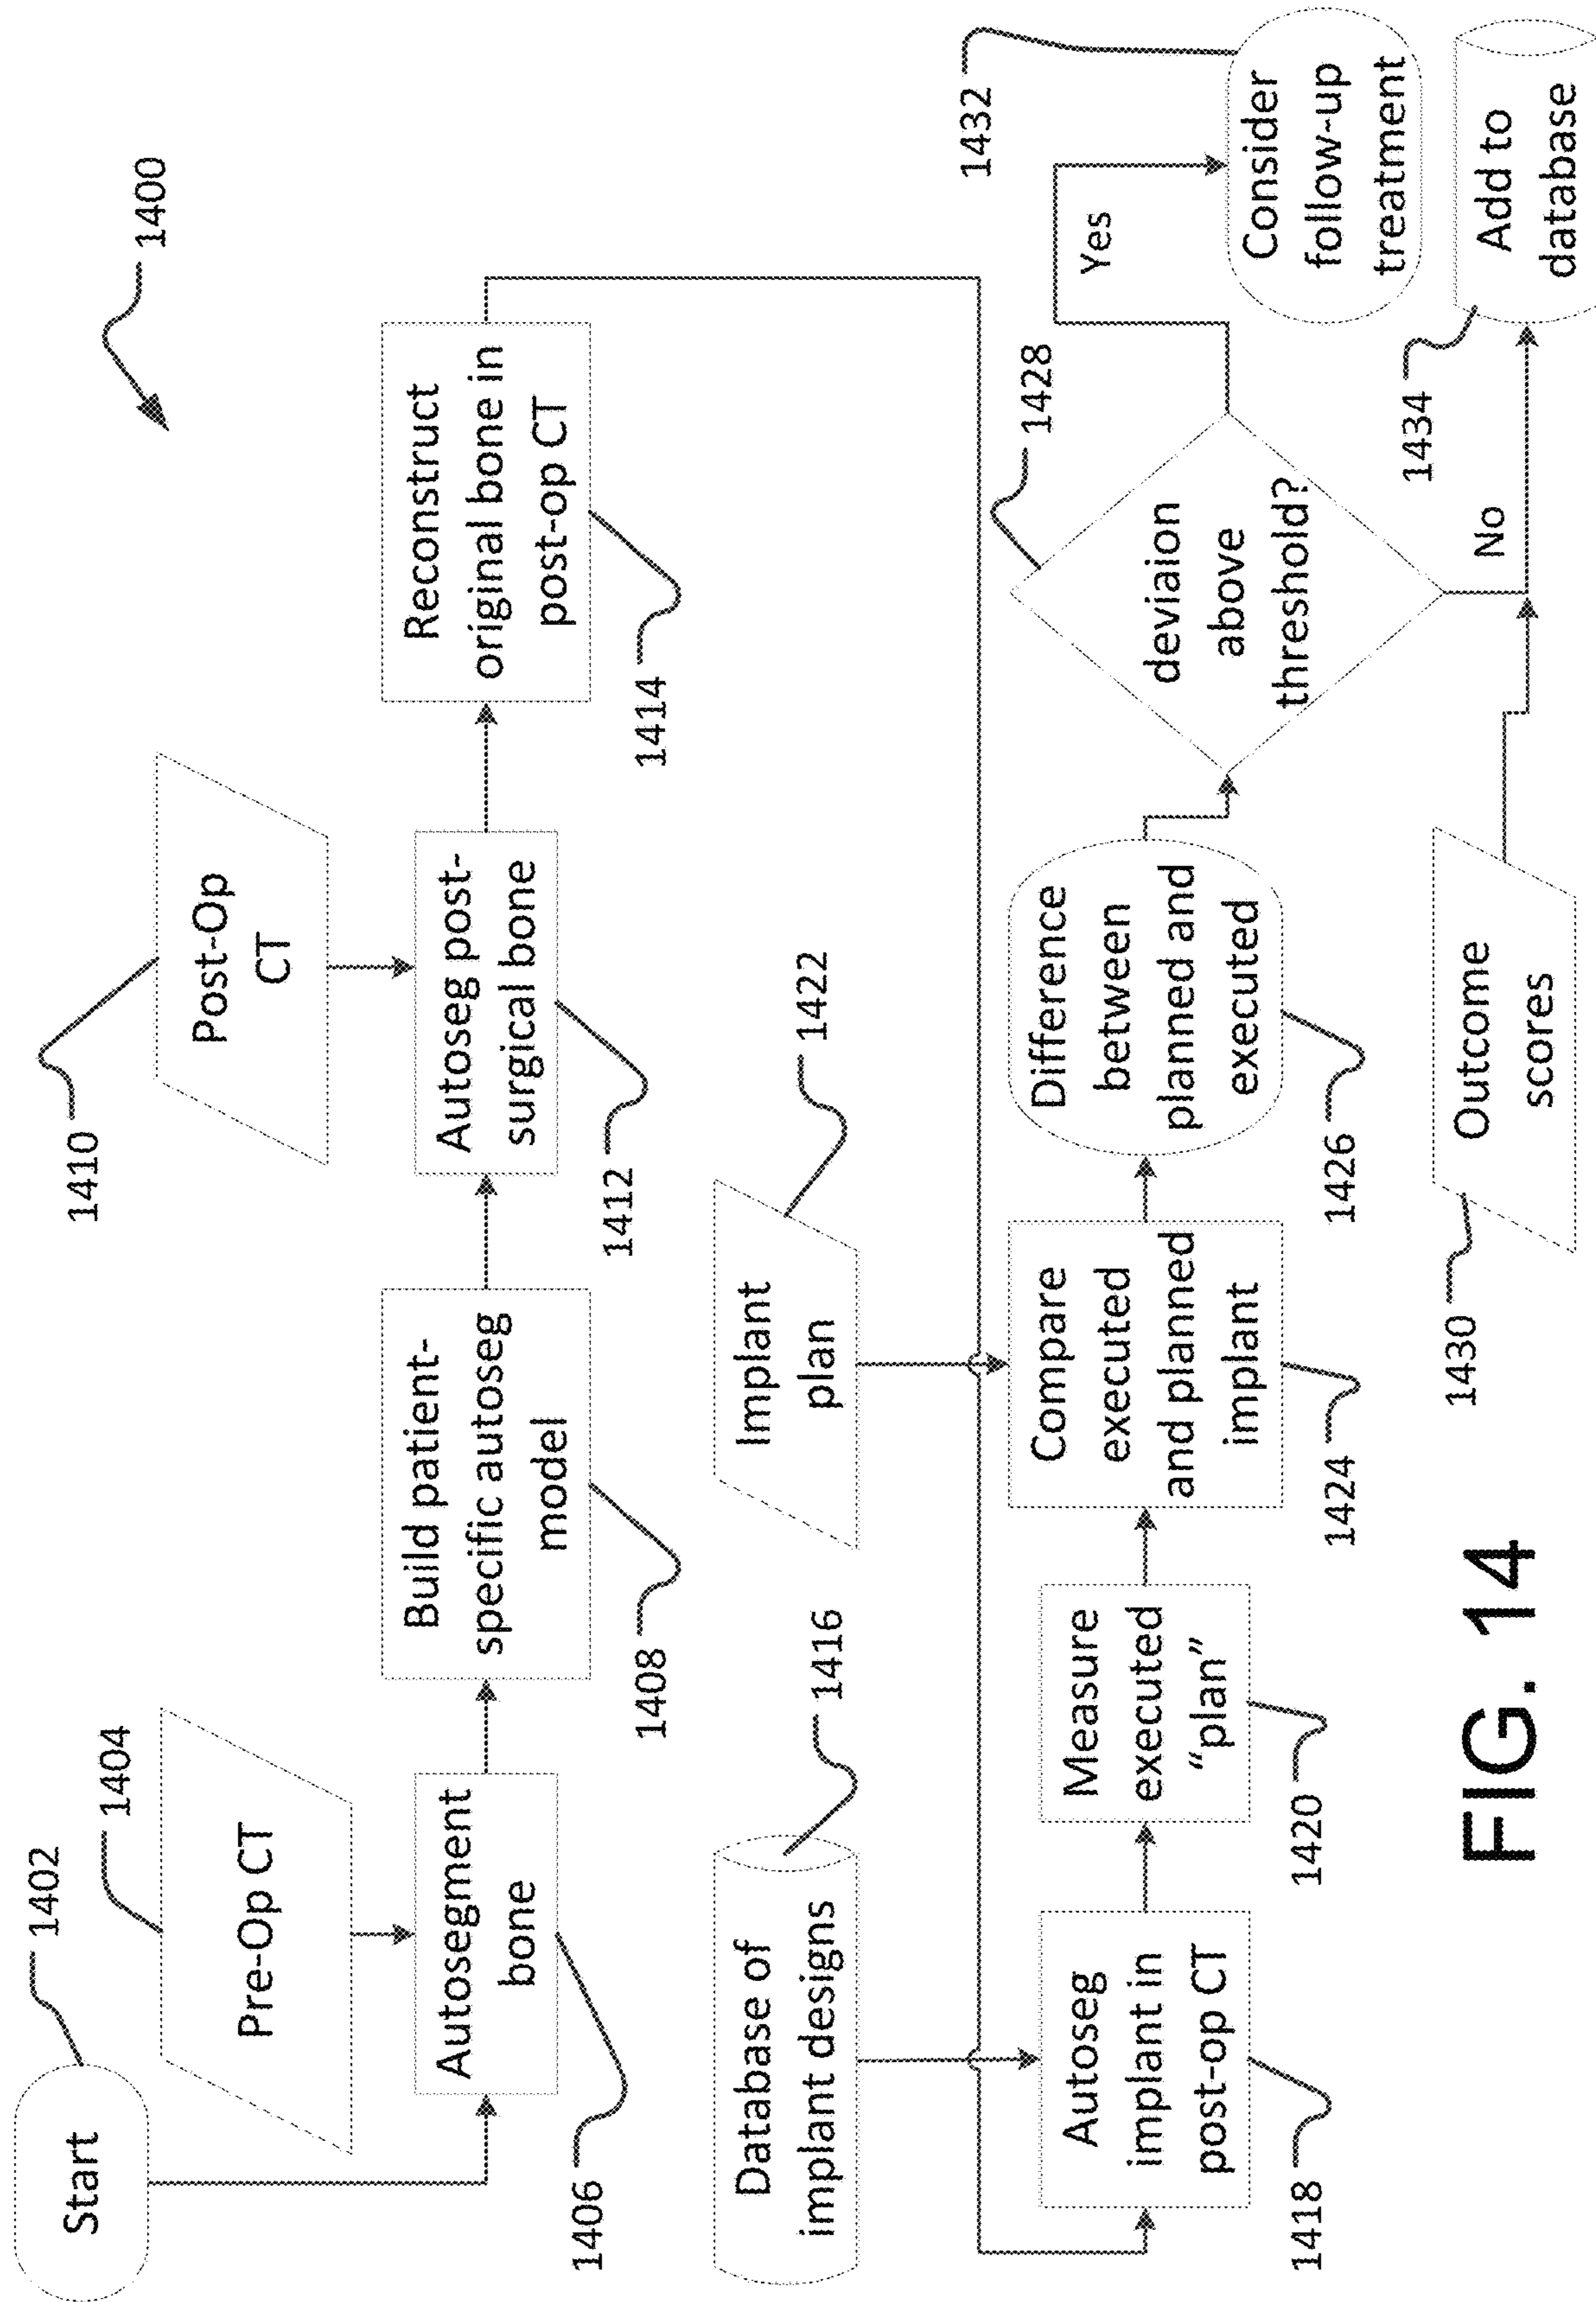 1400
1402
Start
1404
Pre-Op CT
1410
Post-Op
CT
Autosegment
bone
1406
Build patient-
specific autoseg
model
1408
Autoseg post-
surgical bone
1412
Reconstruct
original bone in
post-op CT
1414
Database of
implant designs
1416
Implant
plan
1422
Autoseg
implant in
post-op CT
1418
Measure
executed
“plan”
1420
Compare
executed
and planned
implant
1424
Difference
between
planned and
executed
1426
deviaion
above
threshold?
1428
Yes
1432
Consider
follow-up
treatment
No
1430
Outcome
scores
1434
Add to
database
FIG. 14